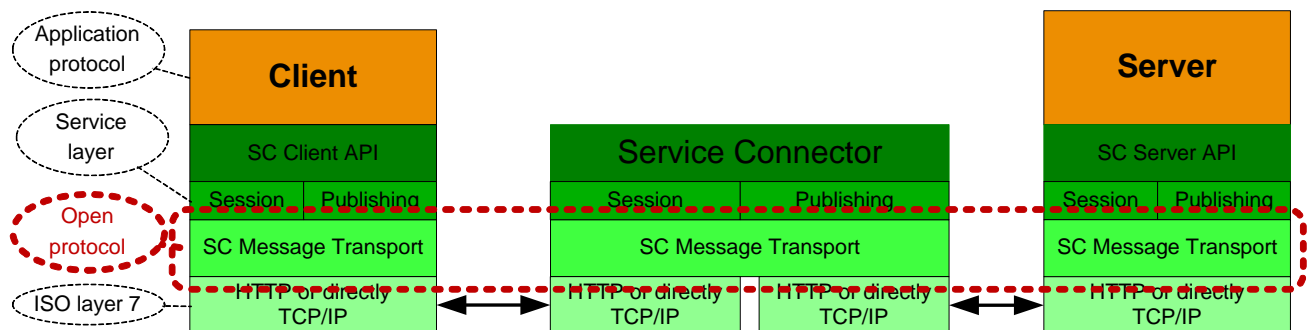 Application
protocol
Client
Server
Service
layer
SC Client API
Service Connector
SC Server API
Session
Publishing
Session
Publishing
Session
Publishing
Open
protocol
SC Message Transport
SC Message Transport
SC Message Transport
ISO layer 7
HTTP or directly
TCP/IP
HTTP or directly
TCP/IP
HTTP or directly
TCP/IP
HTTP or directly
TCP/IP